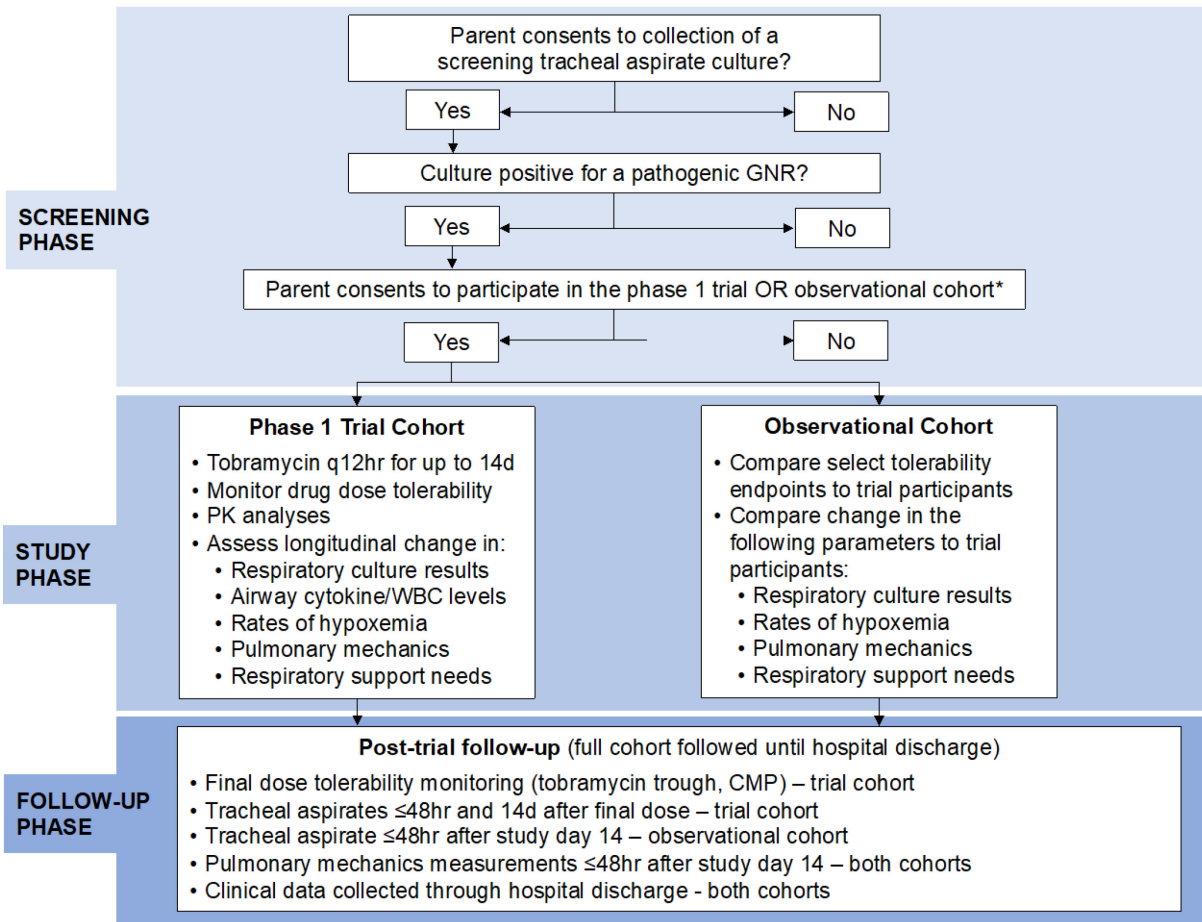 Parent consents to collection of a
screening tracheal aspirate culture?
Yes
No
Culture positive for a pathogenic GNR?
SCREENING
PHASE
Yes
No
Parent consents to participate in the phase 1 trial OR observational cohort*
Yes
No
Phase 1 Trial Cohort
• Tobramycin q12hr for up to 14d
• Monitor drug dose tolerability
• PK analyses
• Assess longitudinal change in:
• Respiratory culture results
• Airway cytokine/WBC levels
• Rates of hypoxemia
• Pulmonary mechanics
• Respiratory support needs
Observational Cohort
• Compare select tolerability
endpoints to trial participants
• Compare change in the
following parameters to trial
participants:
• Respiratory culture results
• Rates of hypoxemia
• Pulmonary mechanics
• Respiratory support needs
STUDY
PHASE
Post-trial follow-up (full cohort followed until hospital discharge)
• Final dose tolerability monitoring (tobramycin trough, CMP) – trial cohort
• Tracheal aspirates ≤48hr and 14d after final dose – trial cohort
• Tracheal aspirate ≤48hr after study day 14 – observational cohort
• Pulmonary mechanics measurements ≤48hr after study day 14 – both cohorts
• Clinical data collected through hospital discharge - both cohorts
FOLLOW-UP
PHASE